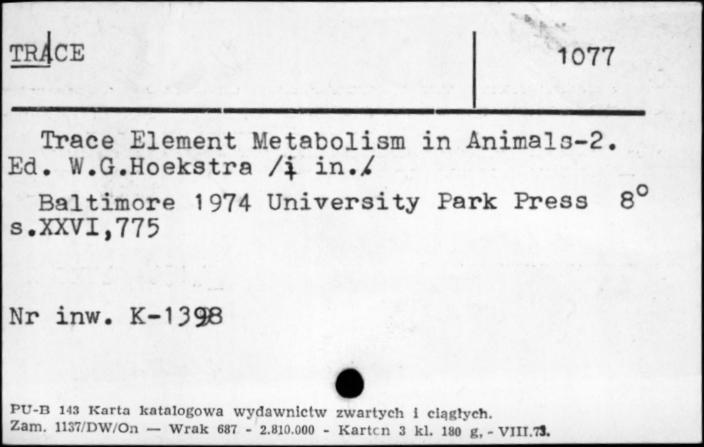 TRACE 1077
Trace Element Metabolism in Animals-2.
Ed. W.G.Hoekstra /i in./
Baltimore 1974 University Park Press 8°
s.XXVI,775
Nr inw. K-1398
PU-B 143 Karta katalogowa wydawnictw zwartych i ciągłych.
Zam. 1137/DW/On — Wrak 687 - 2.810.000 - Karton 3 kl. 180 g. - VIII.73.